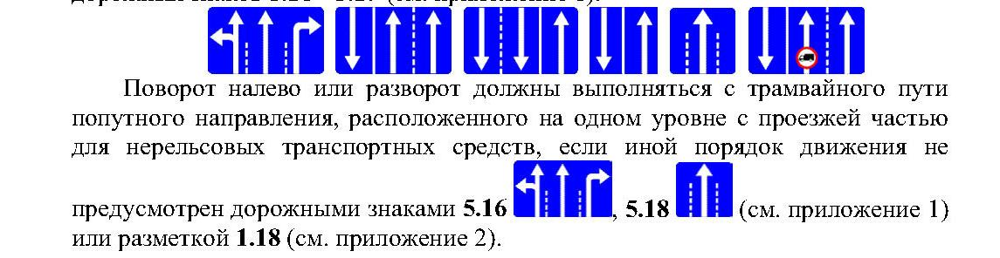 Поворот налево или разворот должны выполняться с трамвайного пути
попутного направления, расположенного на одном уровне с проезжей частью
для нерельсовых транспортных средств, если иной порядок движения не
предусмотрен дорожными знаками 5.16 , 5.18 (см. приложение 1)
или разметкой 1.18 (см. приложение 2).